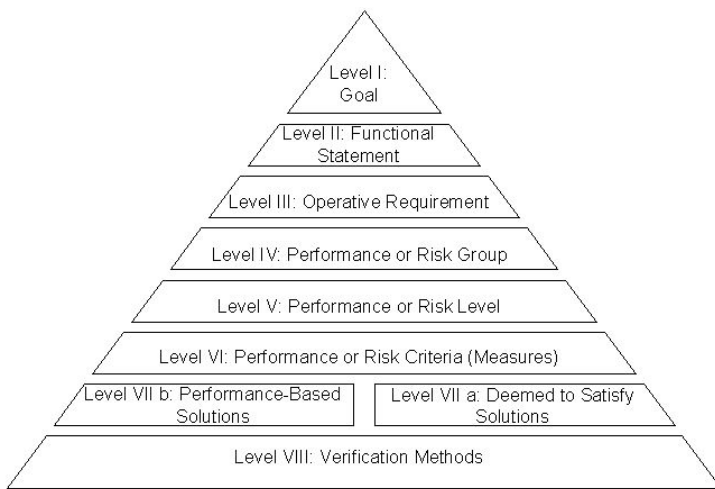 Level I:
Goal
Level II: Functional
Statement
Level III: Operative Requirement
Level IV: Performance or Risk Group
Level V: Performance or Risk Level
Level VI: Performance or Risk Criteria (Measures)
Level VII b: Performance-Based
Solutions
Level VII a: Deemed to Satisfy
Solutions
Level VIII: Verification Methods